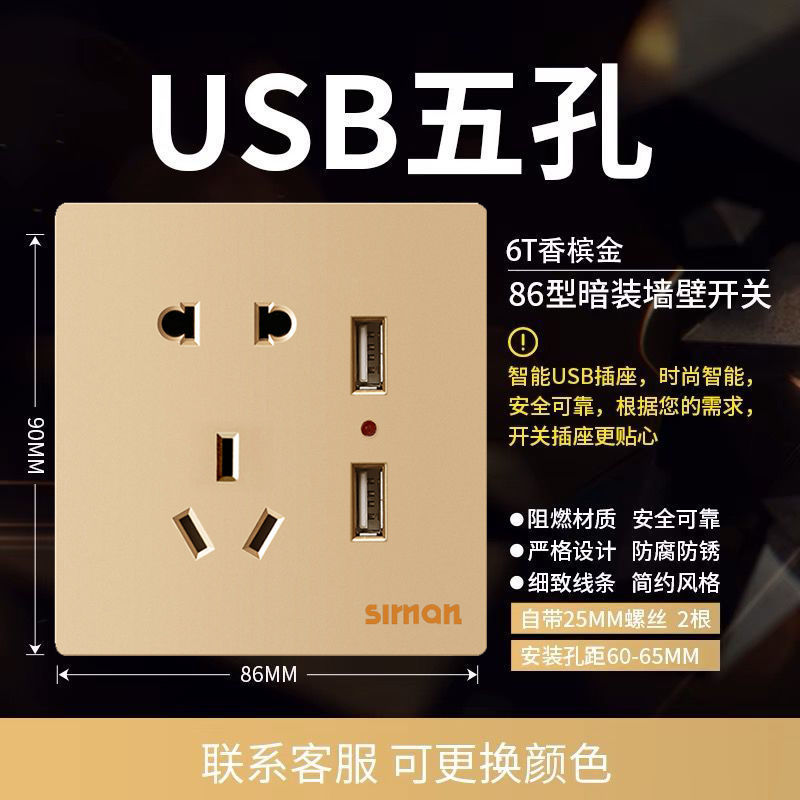 USB五孔
6T香槟金
86型暗装墙壁开关
智能USB插座，时尚智能，
安全可靠，根据您的需求，
开关插座更贴心
90MM
●阻燃材质 安全可靠
●严格设计 防腐防锈
●细致线条 简约风格
自带25MM螺丝 2根
安装孔距60-65MM
sirnan
86MM
联系客服 可更换颜色